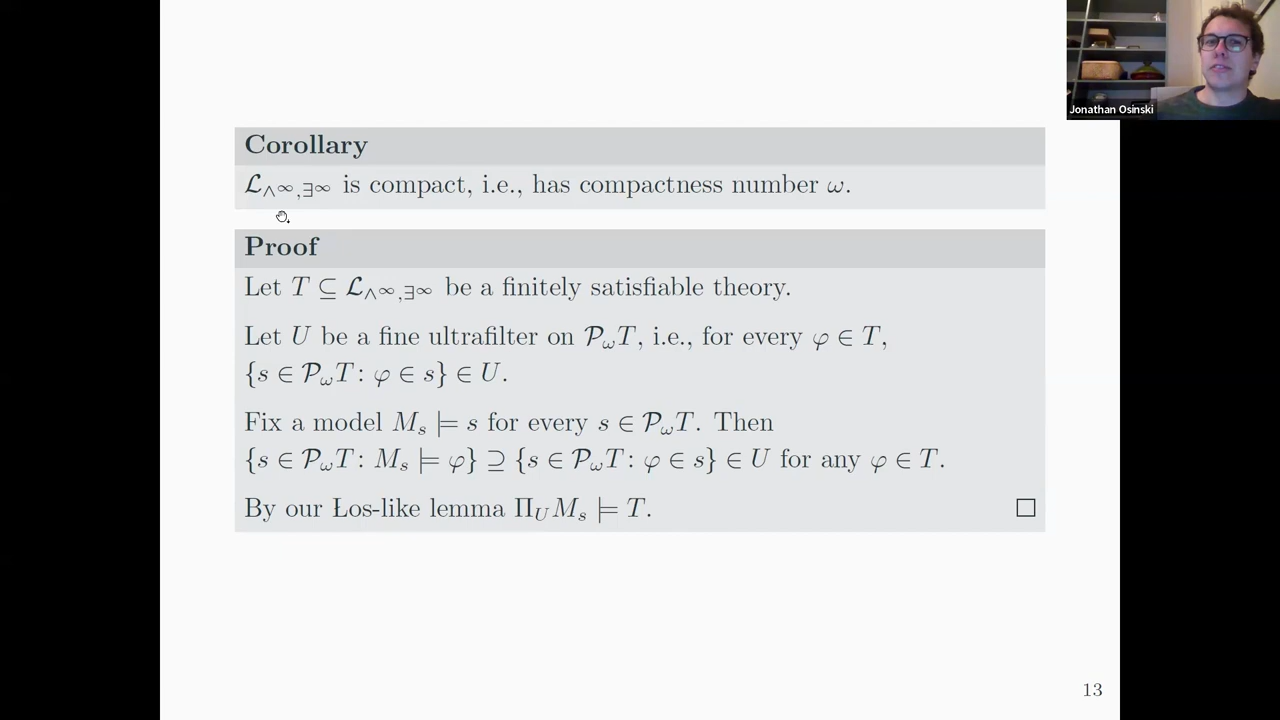 Jonathan Osinski
Corollary
ℒ_{∧^∞,∃^∞} is compact, i.e., has compactness number ω.
Proof
Let T ⊆ ℒ_{∧^∞,∃^∞} be a finitely satisfiable theory.
Let U be a fine ultrafilter on 𝒫_ωT, i.e., for every φ ∈ T,
{s ∈ 𝒫_ωT: φ ∈ s} ∈ U.
Fix a model M_s ⊨ s for every s ∈ 𝒫_ωT. Then
{s ∈ 𝒫_ωT: M_s ⊨ φ} ⊇ {s ∈ 𝒫_ωT: φ ∈ s} ∈ U for any φ ∈ T.
By our Łos-like lemma Π_U M_s ⊨ T. □
13